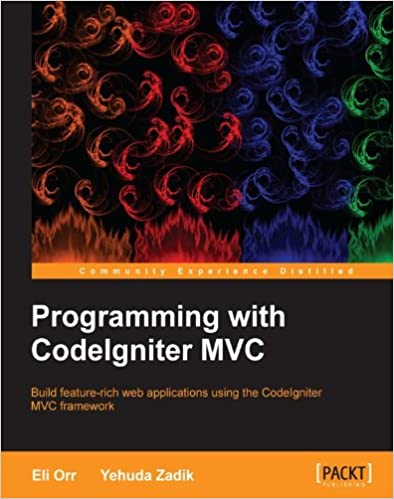 Community Experience Distilled
Programming with
CodeIgniter MVC
Build feature-rich web applications using the CodeIgniter
MVC framework
Eli Orr Yehuda Zadik
[PACKT]
PUBLISHING